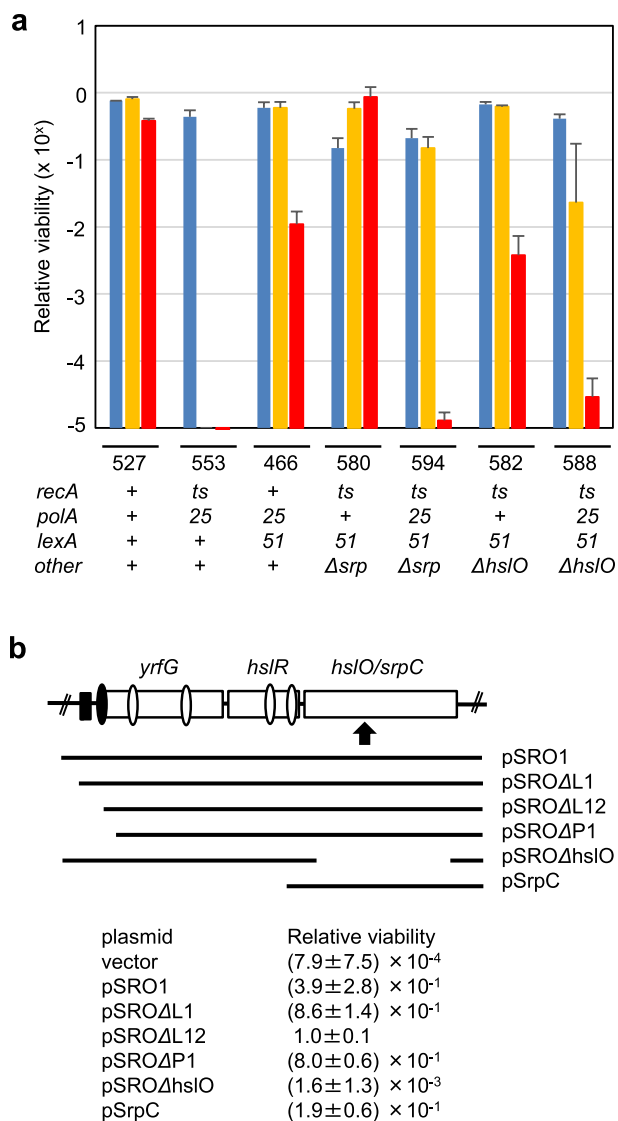 a
Relative viability (x 10ˣ)
1
0
-1
-2
-3
-4
-5
527 553 466 580 594 582 588
recA + ts + ts ts ts ts
polA + 25 25 + 25 + 25
lexA + + 51 51 51 51 51
other + + + Δsrp Δsrp ΔhslO ΔhslO
b
yrfG hslR hslO/srpC
pSRO1
pSROΔL1
pSROΔL12
pSROΔP1
pSROΔhslO
pSrpC
plasmid Relative viability
vector (7.9±7.5) ×10⁻⁴
pSRO1 (3.9±2.8) ×10⁻¹
pSROΔL1 (8.6±1.4) ×10⁻¹
pSROΔL12 1.0±0.1
pSROΔP1 (8.0±0.6) ×10⁻¹
pSROΔhslO (1.6±1.3) ×10⁻³
pSrpC (1.9±0.6) ×10⁻¹